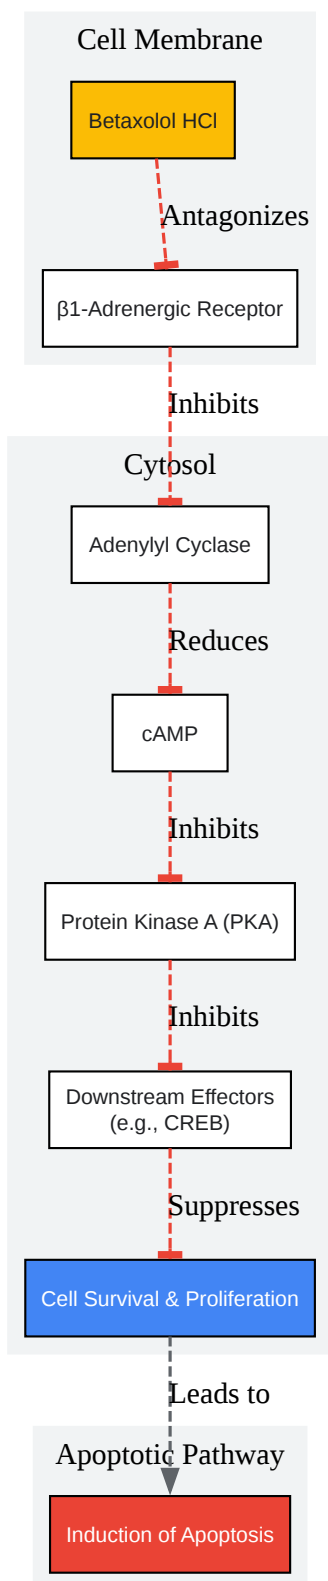 Cell Membrane
Betaxolol HCl
Antagonizes
β1-Adrenergic Receptor
Inhibits
Cytosol
Adenylyl Cyclase
Reduces
cAMP
Inhibits
Protein Kinase A (PKA)
Inhibits
Downstream Effectors
(e.g., CREB)
Suppresses
Cell Survival & Proliferation
Leads to
Apoptotic Pathway
Induction of Apoptosis